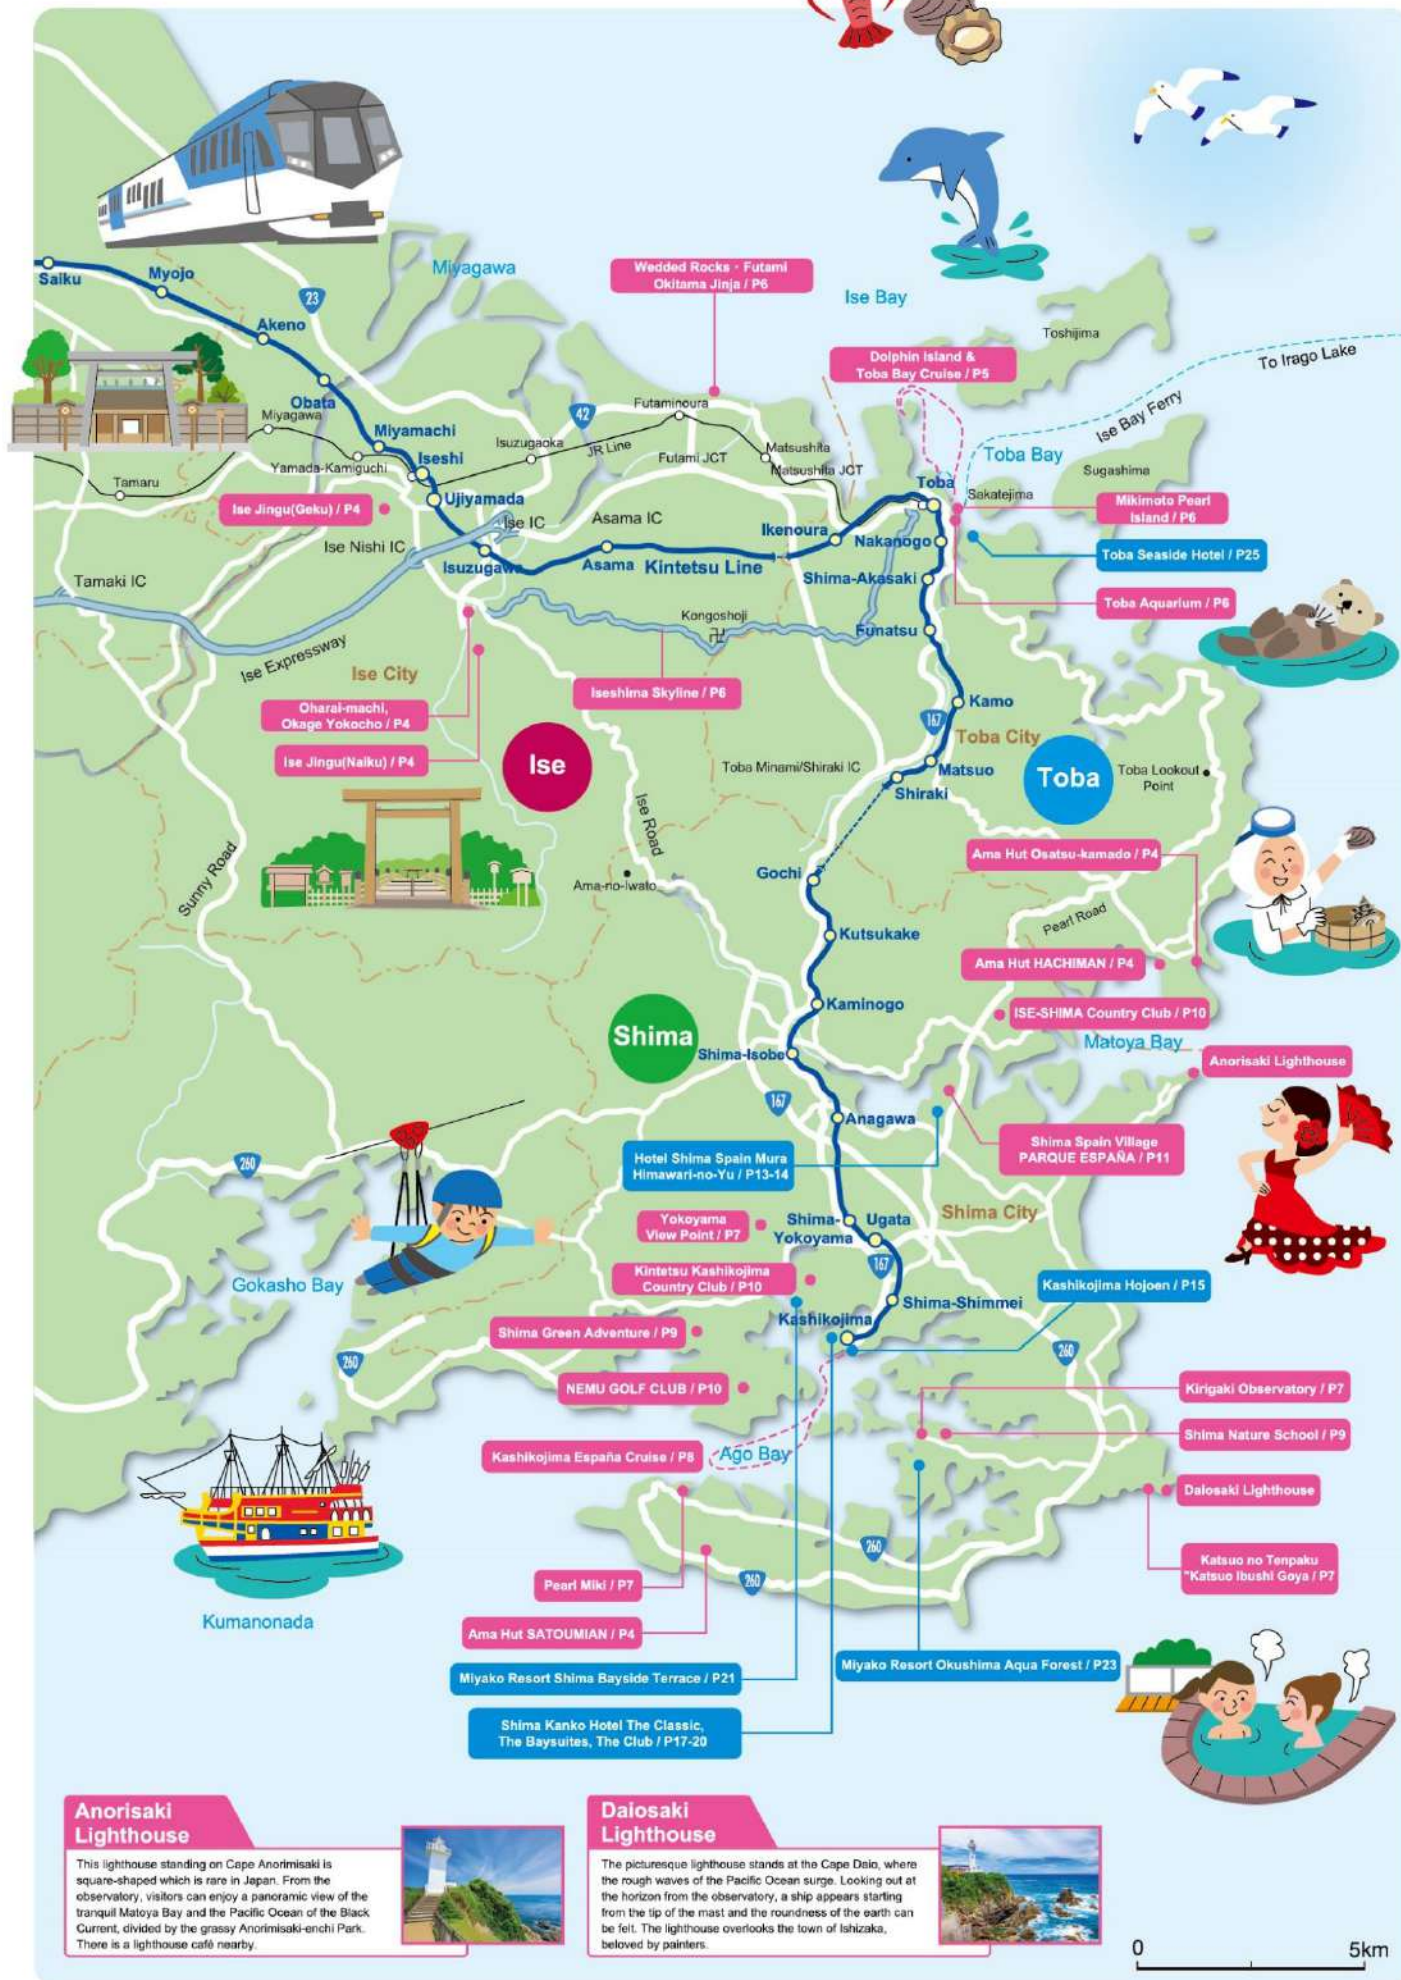 Saiku
Myojo
Akeno
23
Miyagawa
Wedded Rocks・Futami
Okitama Jinja / P6
Ise Bay
Toshijima
To Irago Lake
Dolphin Island &
Toba Bay Cruise / P5
Obata
Miyagawa
Miyamachi
42
Futaminoura
Ise Bay Ferry
Isuzugaoka
JR Line
Matsushita
Futami JCT
Matsushita JCT
Toba Bay
Sugashima
Yamada-Kamiguchi
Iseshi
Tamaru
Ujiyamada
Toba
Sakatejima
Mikimoto Pearl
Island / P6
Ise Jingu(Geku) / P4
Ise IC
Asama IC
Ikenoura
Nakanogo
Ise Nishi IC
Toba Seaside Hotel / P25
Isuzugawa
Asama
Kintetsu Line
Shima-Akasaki
Tamaki IC
Toba Aquarium / P6
Kongoshoji
卍
Funatsu
Ise Expressway
Ise City
Iseshima Skyline / P6
Kamo
Oharai-machi,
Okage Yokocho / P4
167
Toba City
Ise Jingu(Naiku) / P4
Ise
Toba Minami/Shiraki IC
Matsuo
Toba
Toba Lookout
Point
Shiraki
Ise Road
Sunny Road
Ama Hut Osatsu-kamado / P4
Gochi
Ama-no-Iwato
Pearl Road
Kutsukake
Ama Hut HACHIMAN / P4
Kaminogo
ISE-SHIMA Country Club / P10
Shima
Matoya Bay
Shima-Isobe
Anorisaki Lighthouse
167
Anagawa
Shima Spain Village
PARQUE ESPAÑA / P11
Hotel Shima Spain Mura
Himawari-no-Yu / P13-14
260
Shima City
Yokoyama
View Point / P7
Shima-
Yokoyama
Ugata
167
Kintetsu Kashikojima
Country Club / P10
Gokasho Bay
Kashikojima Hojoen / P15
Shima-Shimmei
Kashikojima
Shima Green Adventure / P9
260
260
NEMU GOLF CLUB / P10
Kirigaki Observatory / P7
Shima Nature School / P9
Kashikojima España Cruise / P8
Ago Bay
Daiosaki Lighthouse
260
Katsuo no Tenpaku
"Katsuo Ibushi Goya / P7
260
Pearl Miki / P7
Kumanonada
Ama Hut SATOUMIAN / P4
Miyako Resort Okushima Aqua Forest / P23
Miyako Resort Shima Bayside Terrace / P21
Shima Kanko Hotel The Classic,
The Baysuites, The Club / P17-20
Anorisaki
Lighthouse
This lighthouse standing on Cape Anorimisaki is
square-shaped which is rare in Japan. From the
observatory, visitors can enjoy a panoramic view of the
tranquil Matoya Bay and the Pacific Ocean of the Black
Current, divided by the grassy Anorimisaki-enchi Park.
There is a lighthouse café nearby.
Daiosaki
Lighthouse
The picturesque lighthouse stands at the Cape Daio, where
the rough waves of the Pacific Ocean surge. Looking out at
the horizon from the observatory, a ship appears starting
from the tip of the mast and the roundness of the earth can
be felt. The lighthouse overlooks the town of Ishizaka,
beloved by painters.
0
5km